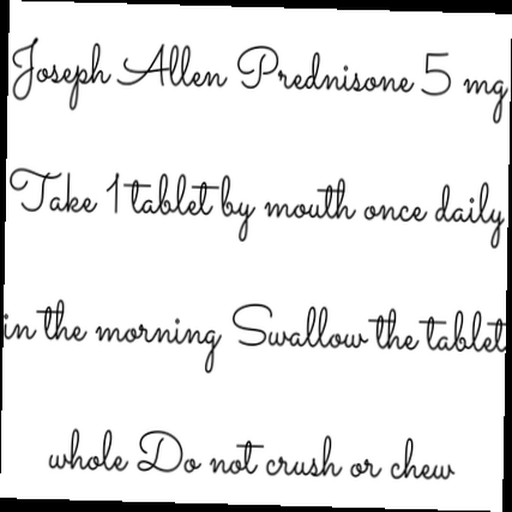 Joseph Allen Prednisone 5 mg
Take 1 tablet by mouth once daily
in the morning Swallow the tablet
whole Do not crush or chew